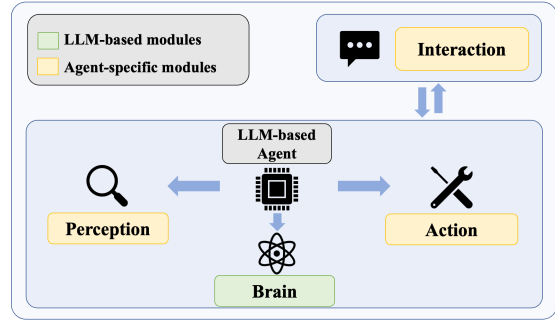 LLM-based modules
Agent-specific modules
Interaction
LLM-based
Agent
Perception
Action
Brain